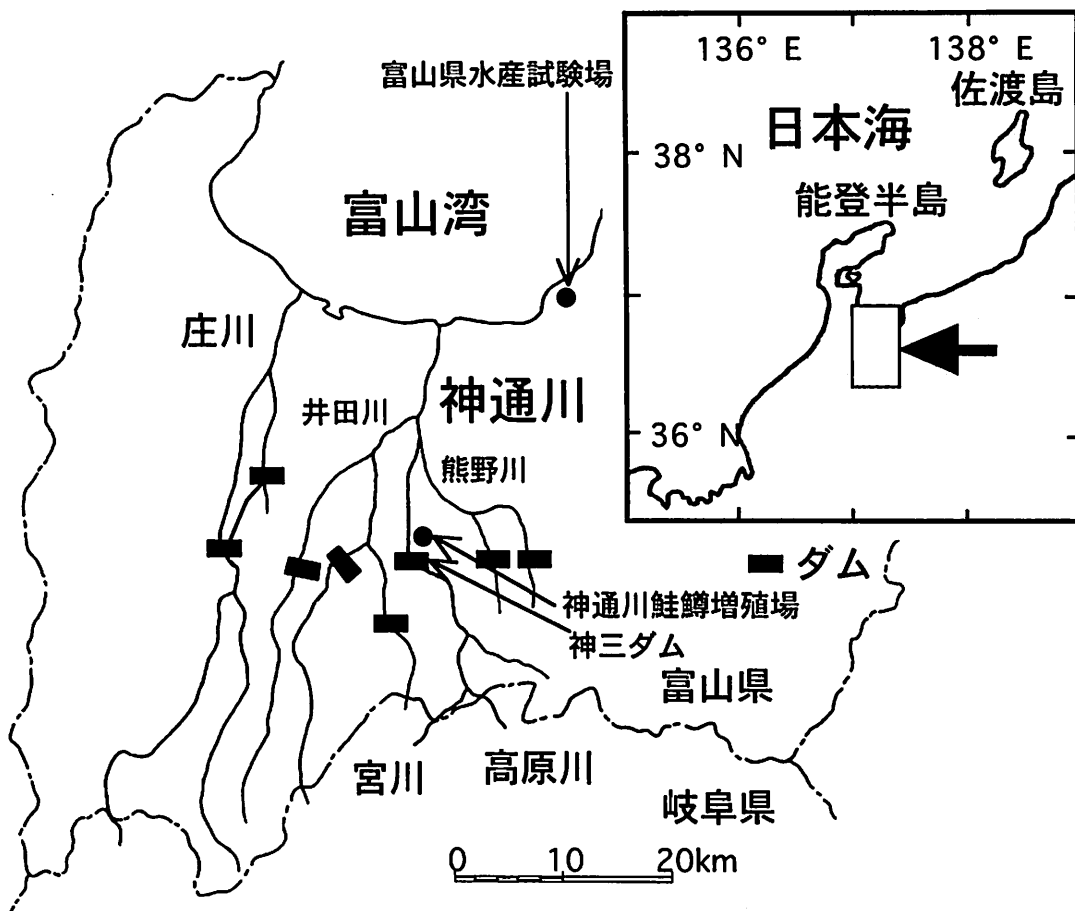 富山県水産試験場
富山湾
庄川
井田川
神通川
熊野川
神通川鮭鱒増殖場
神三ダム
富山県
宮川
高原川
岐阜県
0 10 20km
ダム
136° E 138° E
佐渡島
日本海
38° N
能登半島
36° N